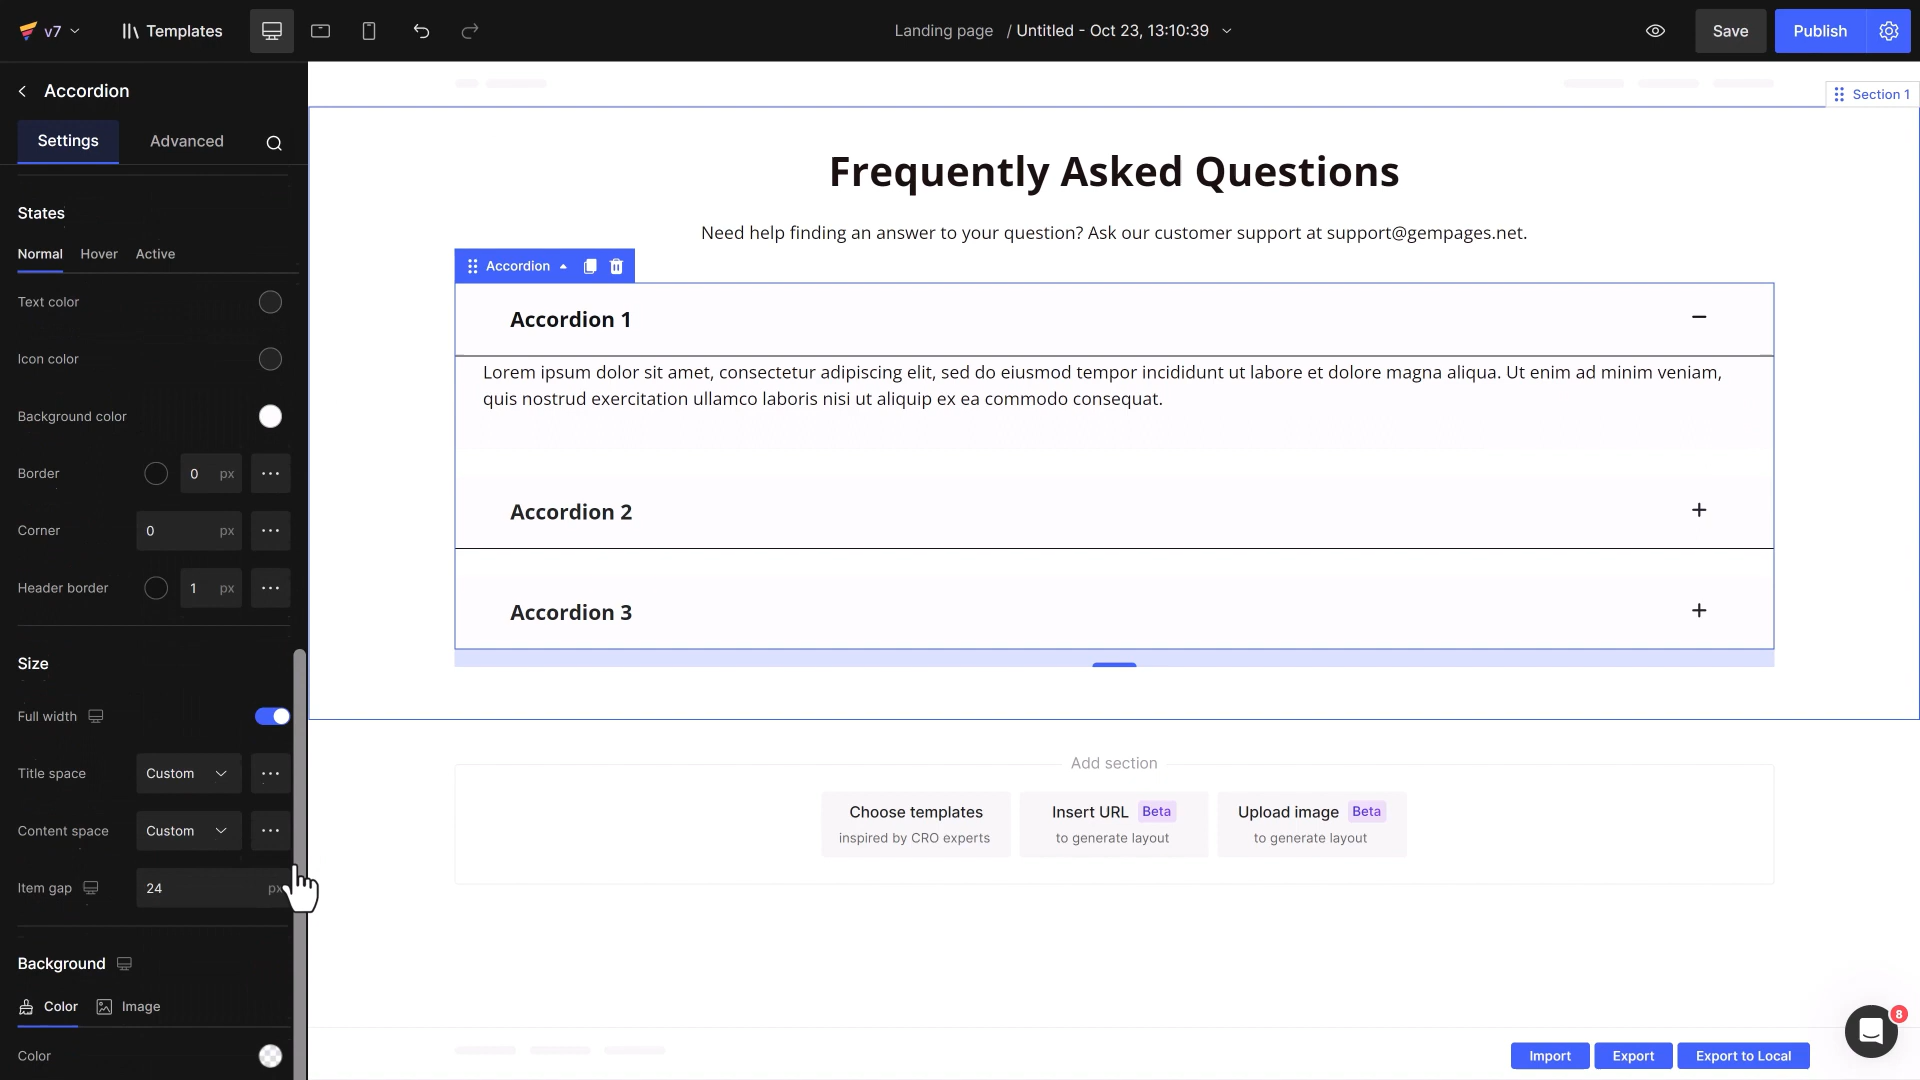 v7 Templates Landing page / Untitled - Oct 23, 13:10:39 Save Publish
Accordion
Settings Advanced
States
Normal Hover Active
Text color
Icon color
Background color
Border 0 px
Corner 0 px
Header border 1 px
Size
Full width
Title space Custom
Content space Custom
Item gap 24 px
Background
Color Image
Color
Section 1
Frequently Asked Questions
Need help finding an answer to your question? Ask our customer support at support@gempages.net.
Accordion
Accordion 1
Lorem ipsum dolor sit amet, consectetur adipiscing elit, sed do eiusmod tempor incididunt ut labore et dolore magna aliqua. Ut enim ad minim veniam,
quis nostrud exercitation ullamco laboris nisi ut aliquip ex ea commodo consequat.
Accordion 2
Accordion 3
Add section
Choose templates Insert URL Beta Upload image Beta
inspired by CRO experts to generate layout to generate layout
8
Import Export Export to Local